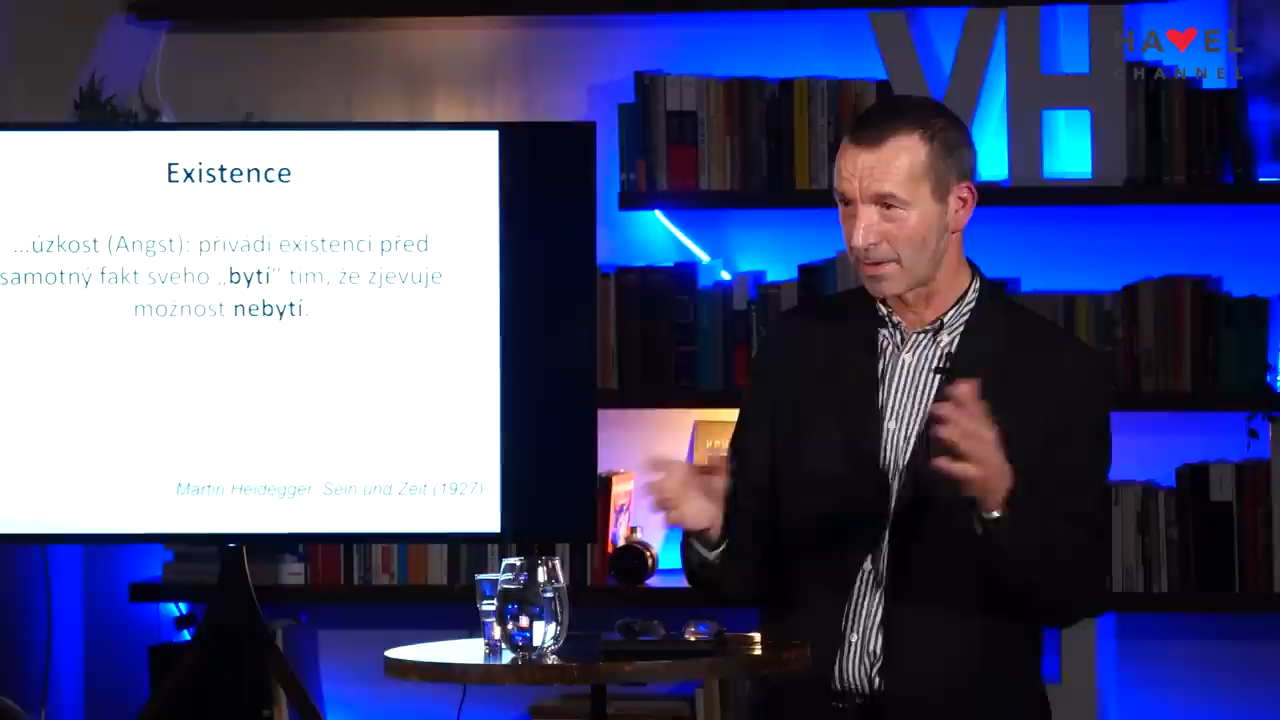 VH
HAVEL
CHANNEL
Existence
...úzkost (Angst): přivádí existenci před
samotný fakt svého „bytí“ tím, že zjevuje
možnost nebytí.
Martin Heidegger Sein und Zeit (1927)